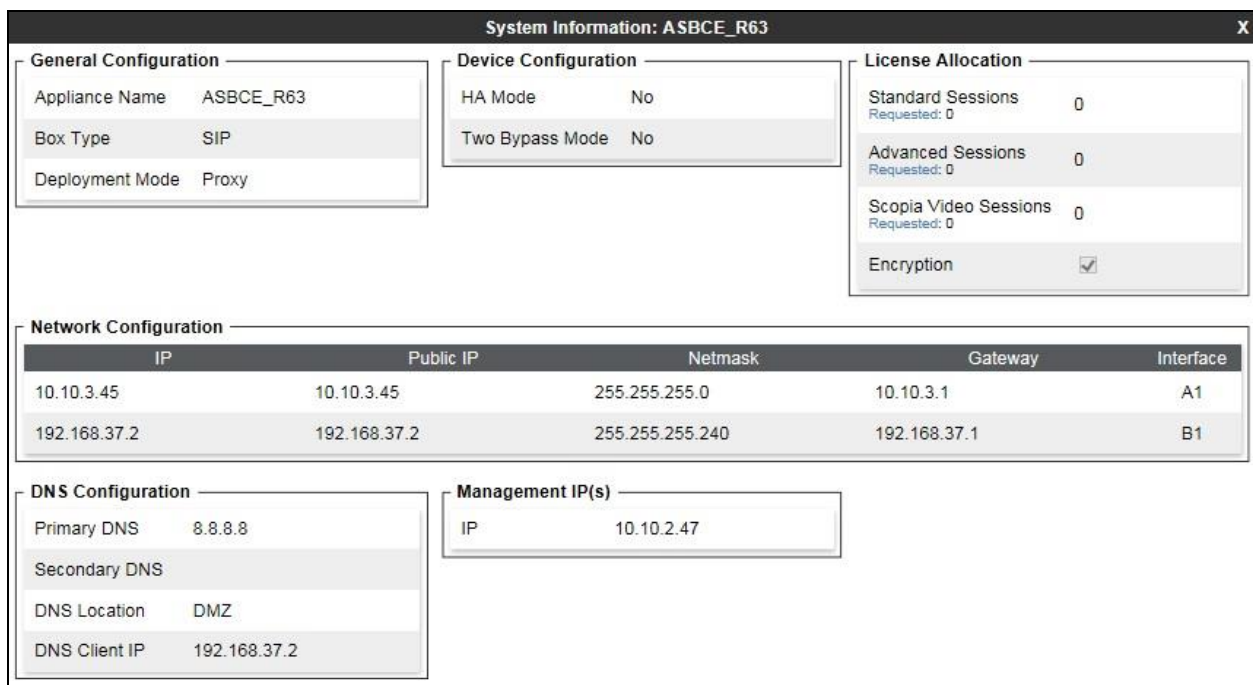 System Information: ASBCE_R63 X
General Configuration
Appliance Name ASBCE_R63
Box Type SIP
Deployment Mode Proxy
Device Configuration
HA Mode No
Two Bypass Mode No
License Allocation
Standard Sessions 0
Requested: 0
Advanced Sessions 0
Requested: 0
Scopia Video Sessions 0
Requested: 0
Encryption
Network Configuration
IP Public IP Netmask Gateway Interface
10.10.3.45 10.10.3.45 255.255.255.0 10.10.3.1 A1
192.168.37.2 192.168.37.2 255.255.255.240 192.168.37.1 B1
DNS Configuration
Primary DNS 8.8.8.8
Secondary DNS
DNS Location DMZ
DNS Client IP 192.168.37.2
Management IP(s)
IP 10.10.2.47